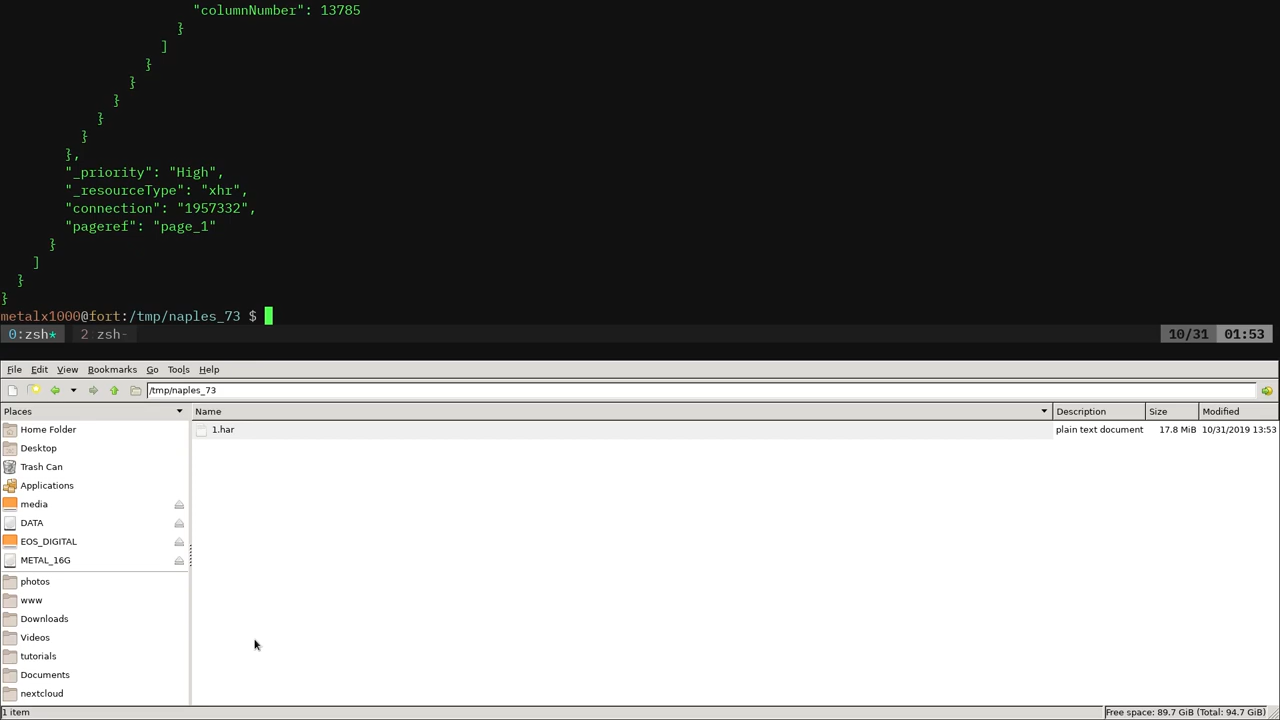 "columnNumber": 13785
}
]
}
}
}
}
}
},
"_priority": "High",
"_resourceType": "xhr",
"connection": "1957332",
"pageref": "page_1"
}
]
}
}
metalx1000@fort:/tmp/naples_73 $
0:zsh* 2 zsh- 10/31 01:53
File Edit View Bookmarks Go Tools Help
/tmp/naples_73
Places Name Description Size Modified
Home Folder 1.har plain text document 17.8 MiB 10/31/2019 13:53
Desktop
Trash Can
Applications
media
DATA
EOS_DIGITAL
METAL_16G
photos
www
Downloads
Videos
tutorials
Documents
nextcloud
1 item Free space: 89.7 GiB (Total: 94.7 GiB)